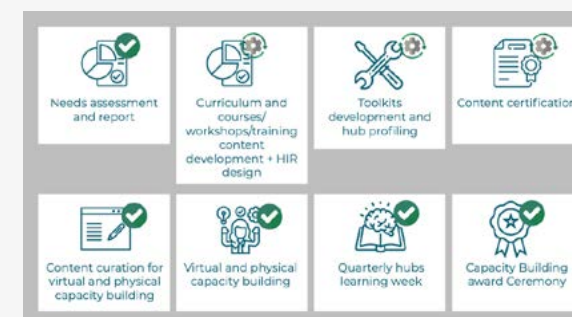 Needs assessment
and report
Curriculum and
courses/
workshops/training
content
development + HIR
design
Toolkits
development and
hub profiling
Content certification
Content curation for
virtual and physical
capacity building
Virtual and physical
capacity building
Quarterly hubs
learning week
Capacity Building
award Ceremony